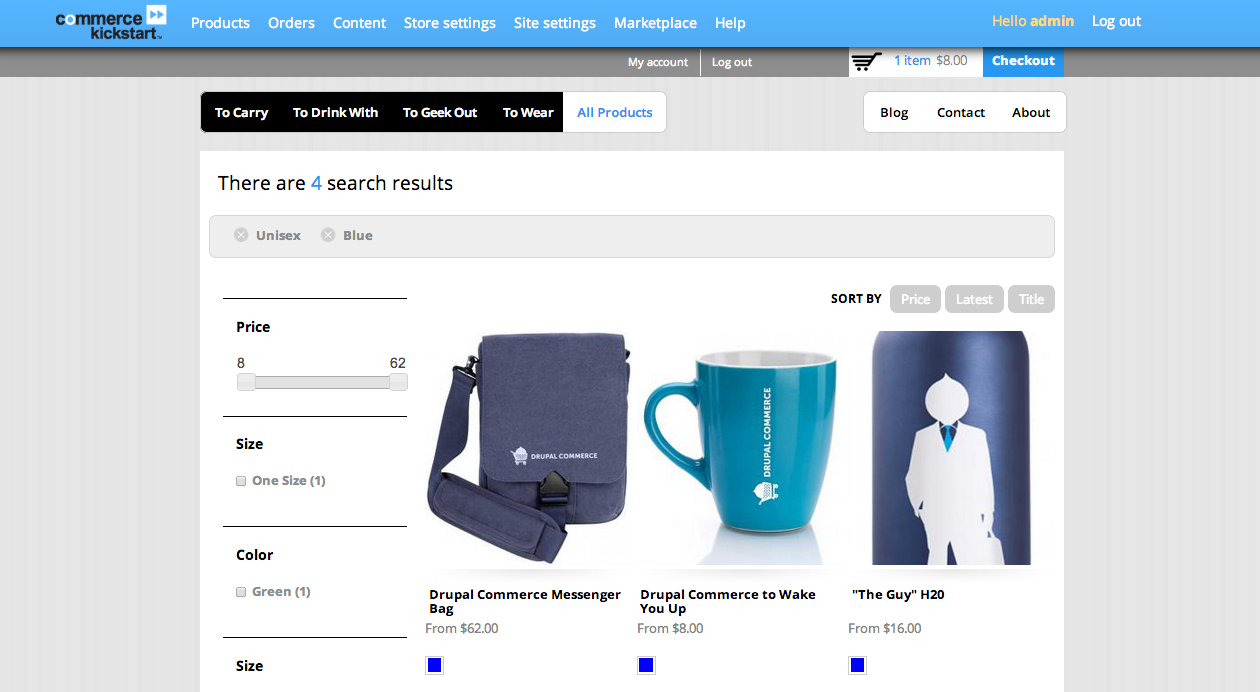 commerce
kickstart™
Products Orders Content Store settings Site settings Marketplace Help
Hello admin Log out
My account Log out
1 item $8.00 Checkout
To Carry To Drink With To Geek Out To Wear All Products
Blog Contact About
There are 4 search results
Unisex Blue
SORT BY Price Latest Title
Price
8 62
Size
One Size (1)
Color
Green (1)
Size
DRUPAL COMMERCE
DRUPAL COMMERCE
Drupal Commerce Messenger
Bag
From $62.00
Drupal Commerce to Wake
You Up
From $8.00
"The Guy" H20
From $16.00